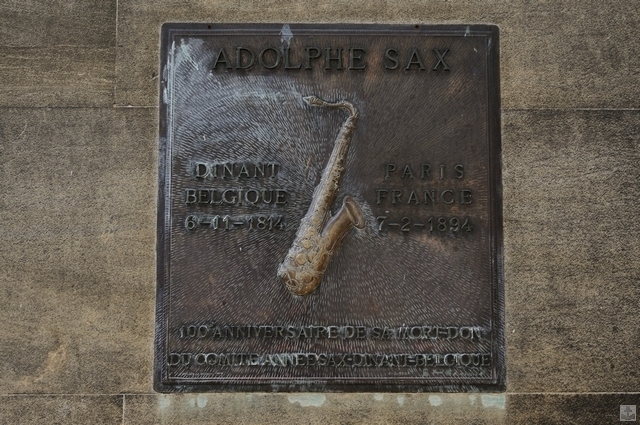 ADOLPHE SAX
DINANT
BELGIQUE
6-11-1814
PARIS
FRANCE
7-2-1894
100e ANNIVERSAIRE DE SA MORT-DON
DU COMITE ANNEE SAX-DINANT-BELGIQUE